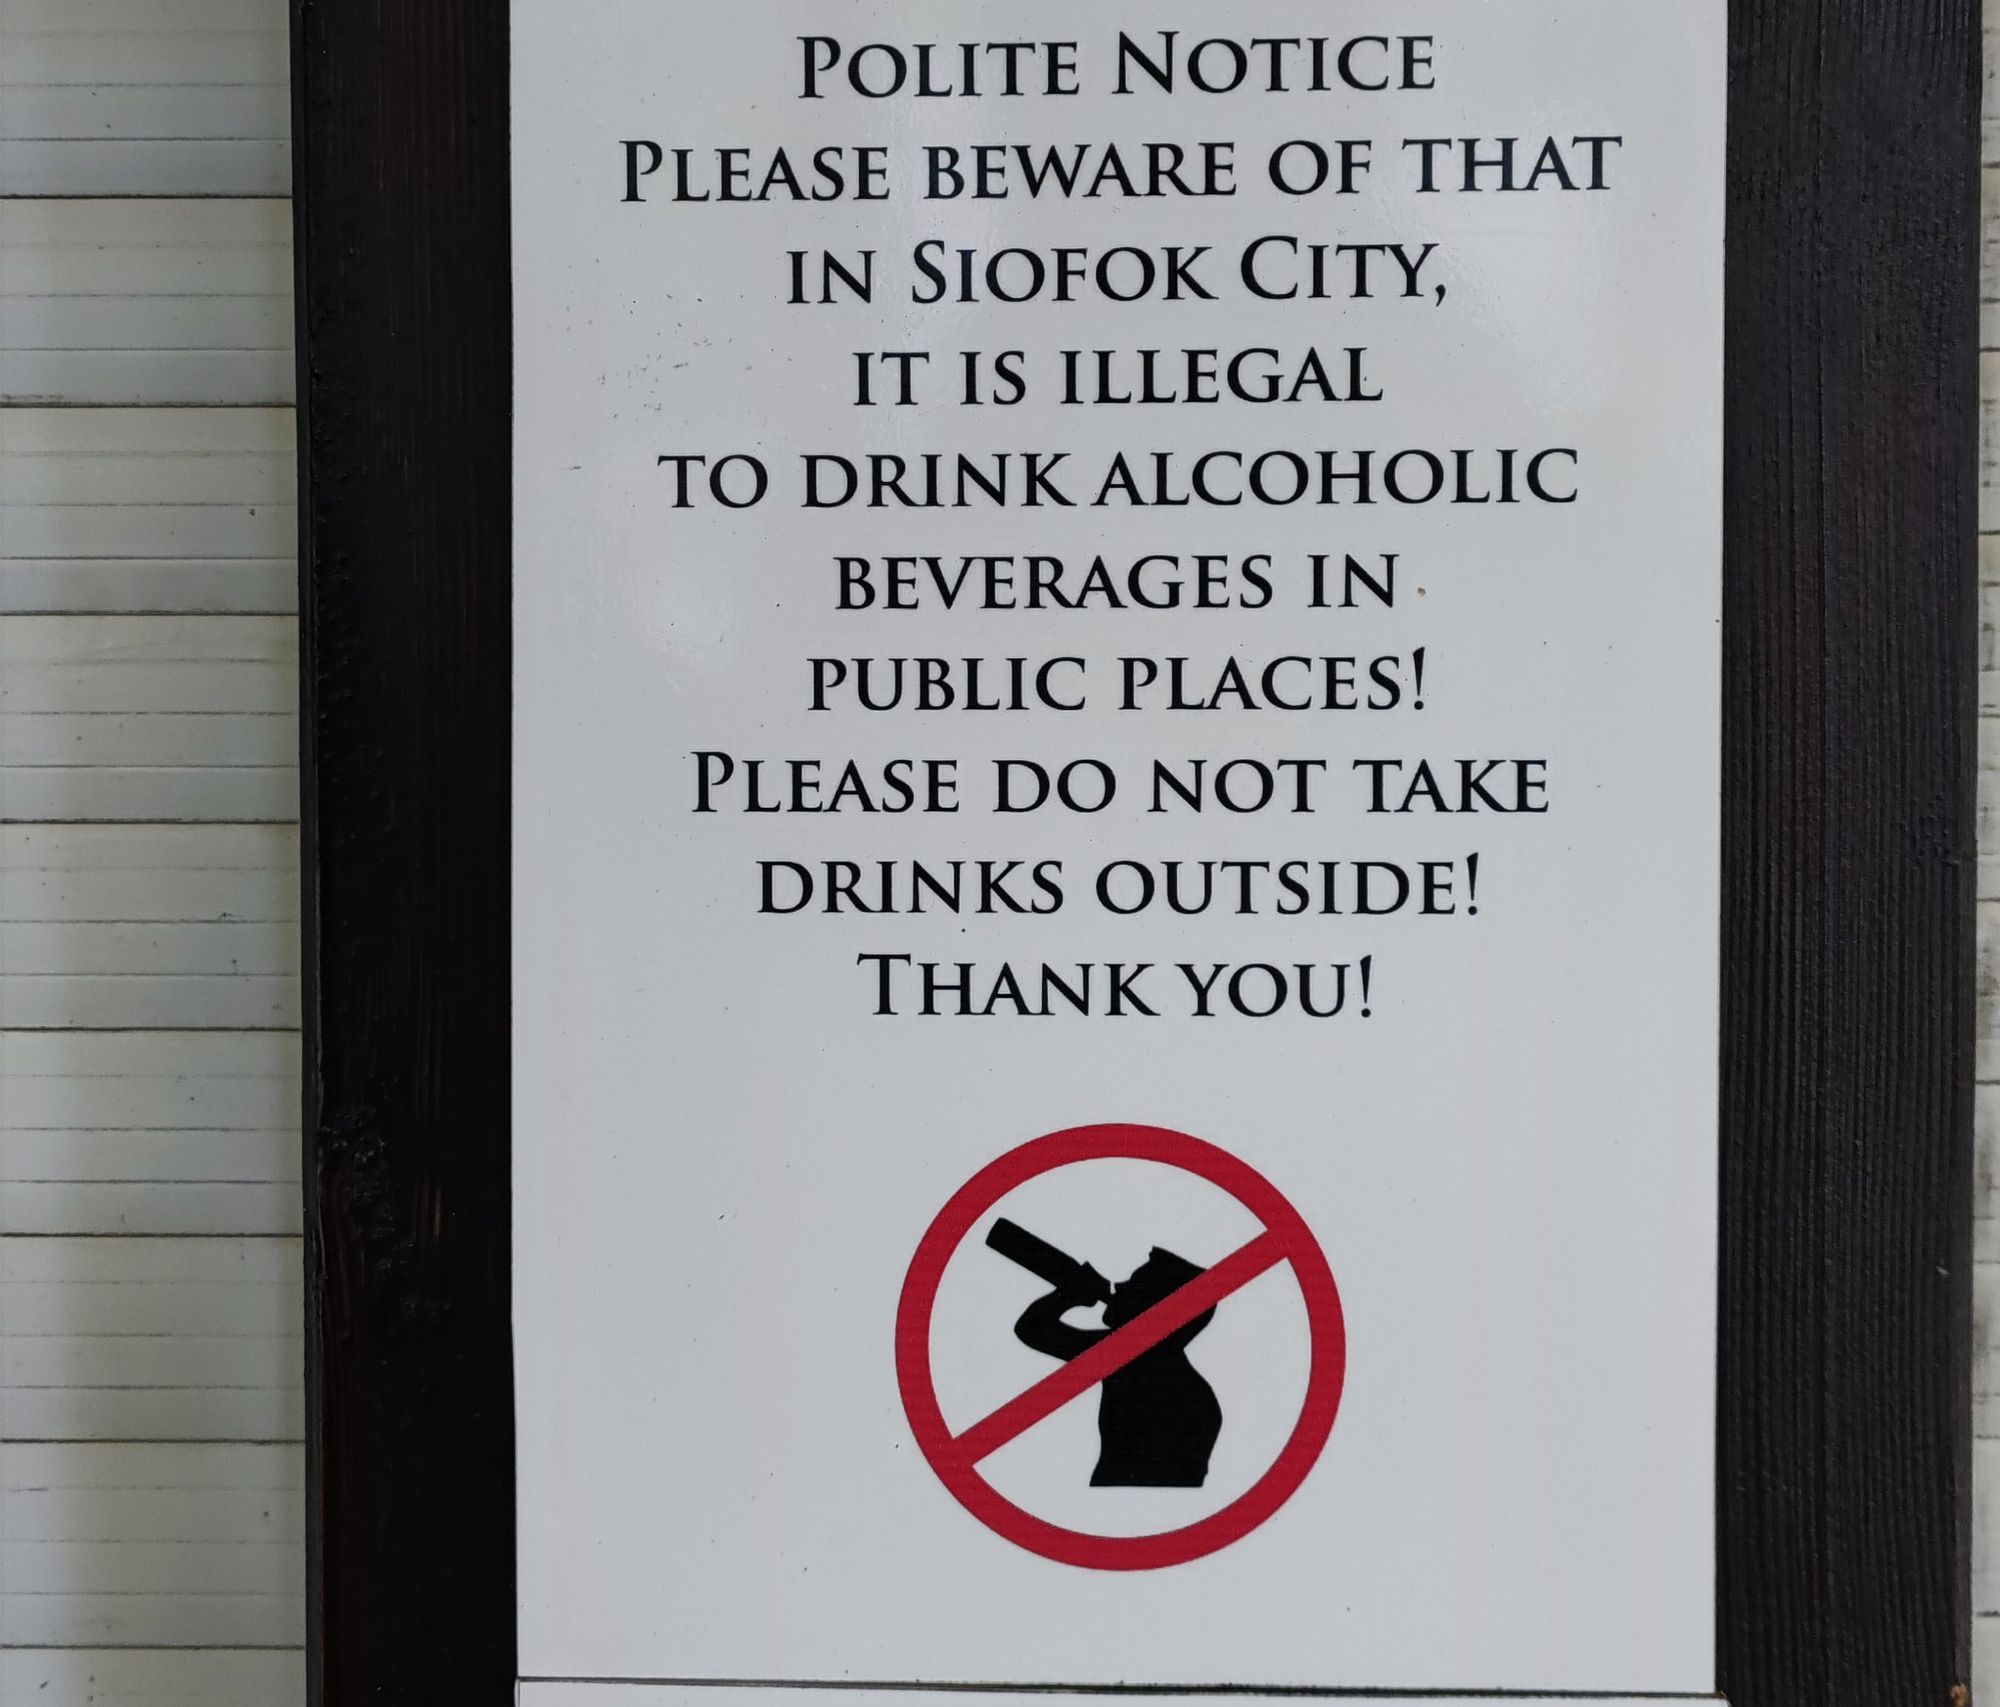 Polite Notice
Please beware of that
in Siofok City,
it is illegal
to drink alcoholic
beverages in
public places!
Please do not take
drinks outside!
Thank you!